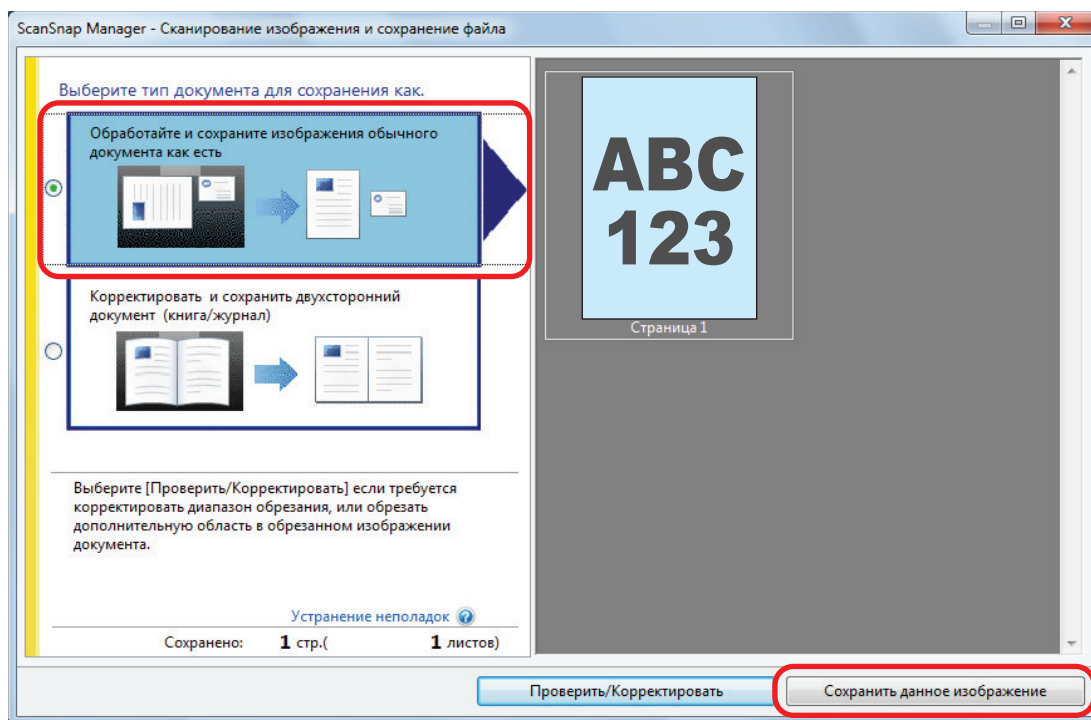 ScanSnap Manager - Сканирование изображения и сохранение файла
Выберите тип документа для сохранения как.
Обработайте и сохраните изображения обычного
документа как есть
Корректировать и сохранить двухсторонний
документ (книга/журнал)
Выберите [Проверить/Корректировать] если требуется
корректировать диапазон обрезания, или обрезать
дополнительную область в обрезанном изображении
документа.
Устранение неполадок
Сохранено: 1 стр.( 1 листов)
ABC
123
Страница 1
Проверить/Корректировать
Сохранить данное изображение